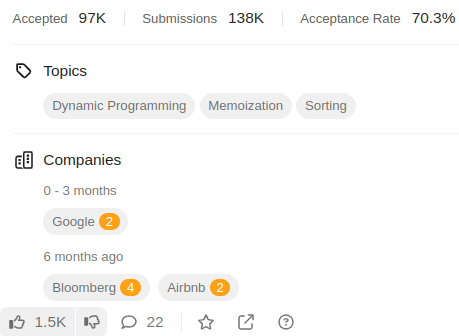 Accepted 97K Submissions 138K Acceptance Rate 70.3%
Topics
Dynamic Programming Memoization Sorting
Companies
0 - 3 months
Google 2
6 months ago
Bloomberg 4 Airbnb 2
1.5K 22